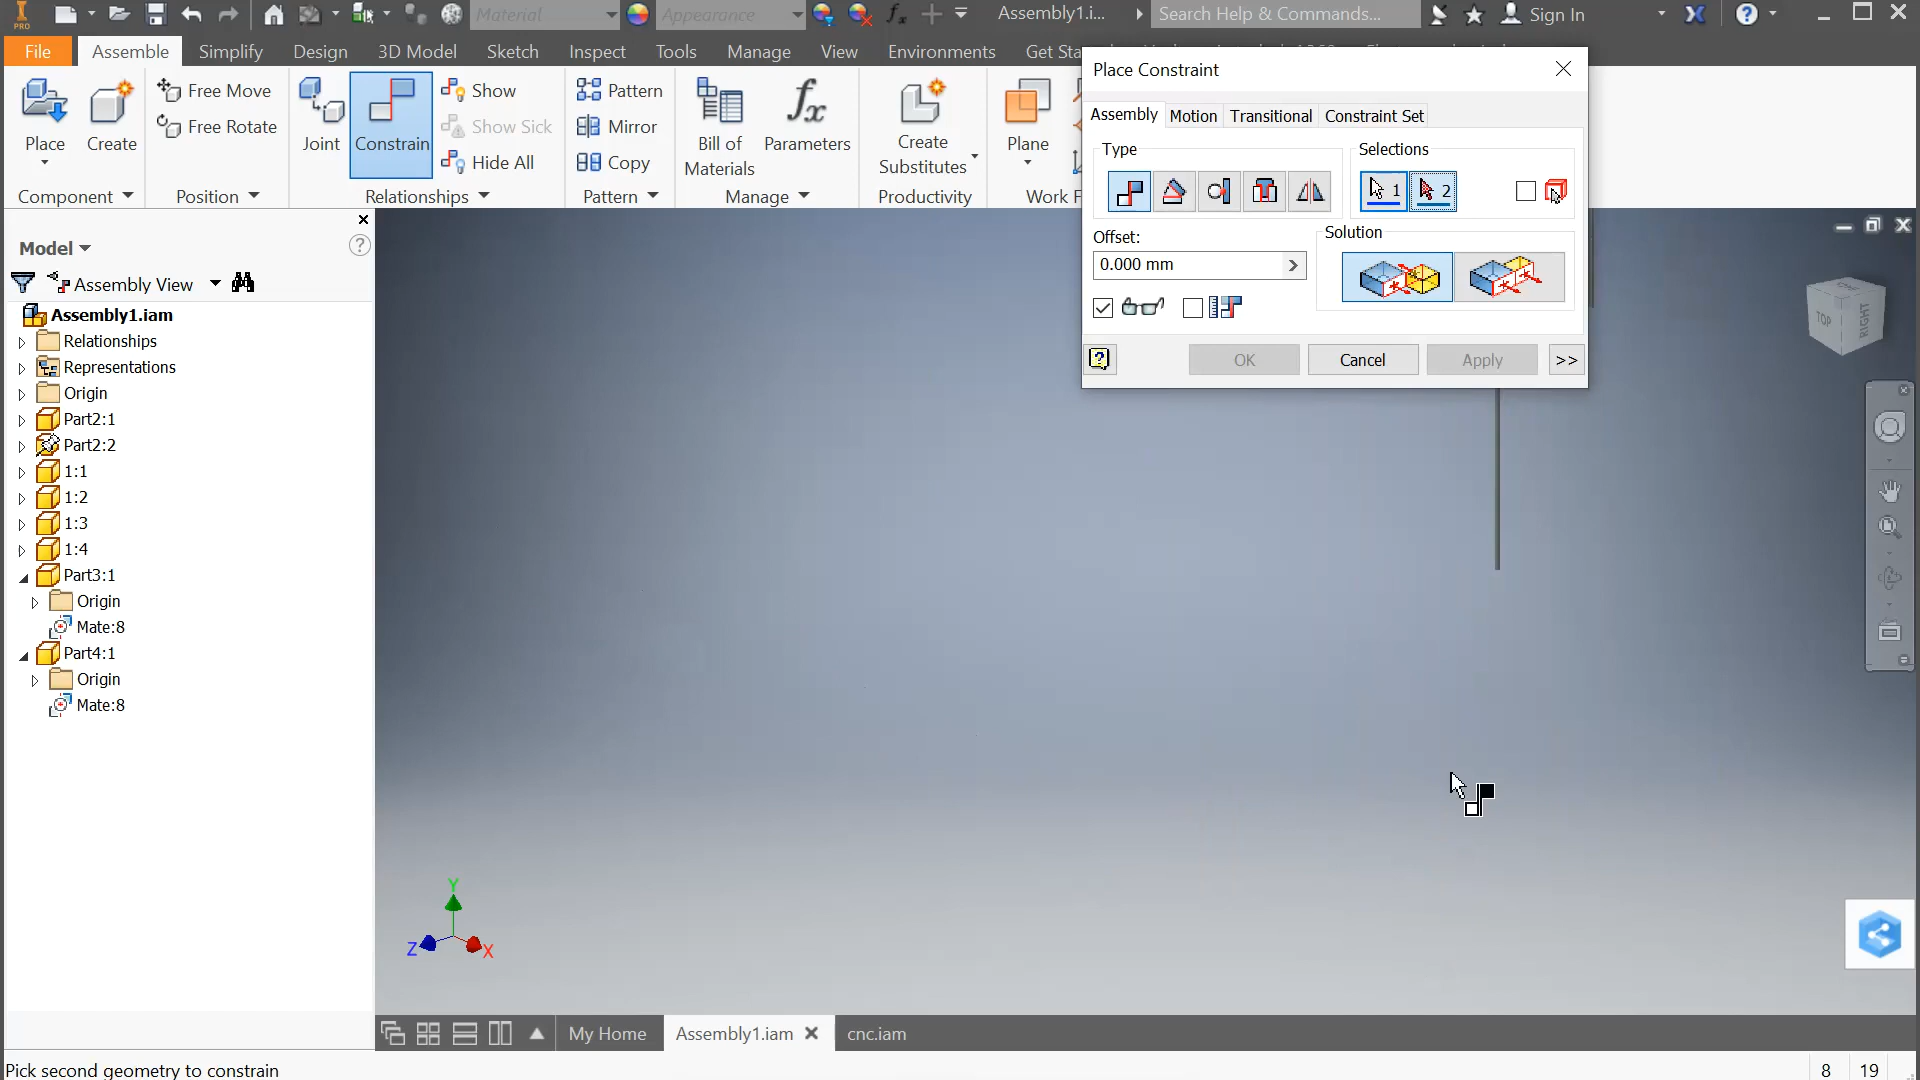 PRO
Material
Appearance
Assembly1.i...
Search Help & Commands...
Sign In
File
Assemble
Simplify
Design
3D Model
Sketch
Inspect
Tools
Manage
View
Environments
Get Sta
Place
Create
Component
Free Move
Free Rotate
Position
Joint
Constrain
Show
Show Sick
Hide All
Relationships
Pattern
Mirror
Copy
Pattern
Bill of
Materials
Parameters
Manage
Create
Substitutes
Productivity
Plane
Work F
Place Constraint
Assembly
Motion
Transitional
Constraint Set
Type
Selections
1
2
Offset:
0.000 mm
Solution
OK
Cancel
Apply
>>
Model
Assembly View
Assembly1.iam
Relationships
Representations
Origin
Part2:1
Part2:2
1:1
1:2
1:3
1:4
Part3:1
Origin
Mate:8
Part4:1
Origin
Mate:8
TOP
RIGHT
Y
Z
X
My Home
Assembly1.iam
cnc.iam
Pick second geometry to constrain
8
19